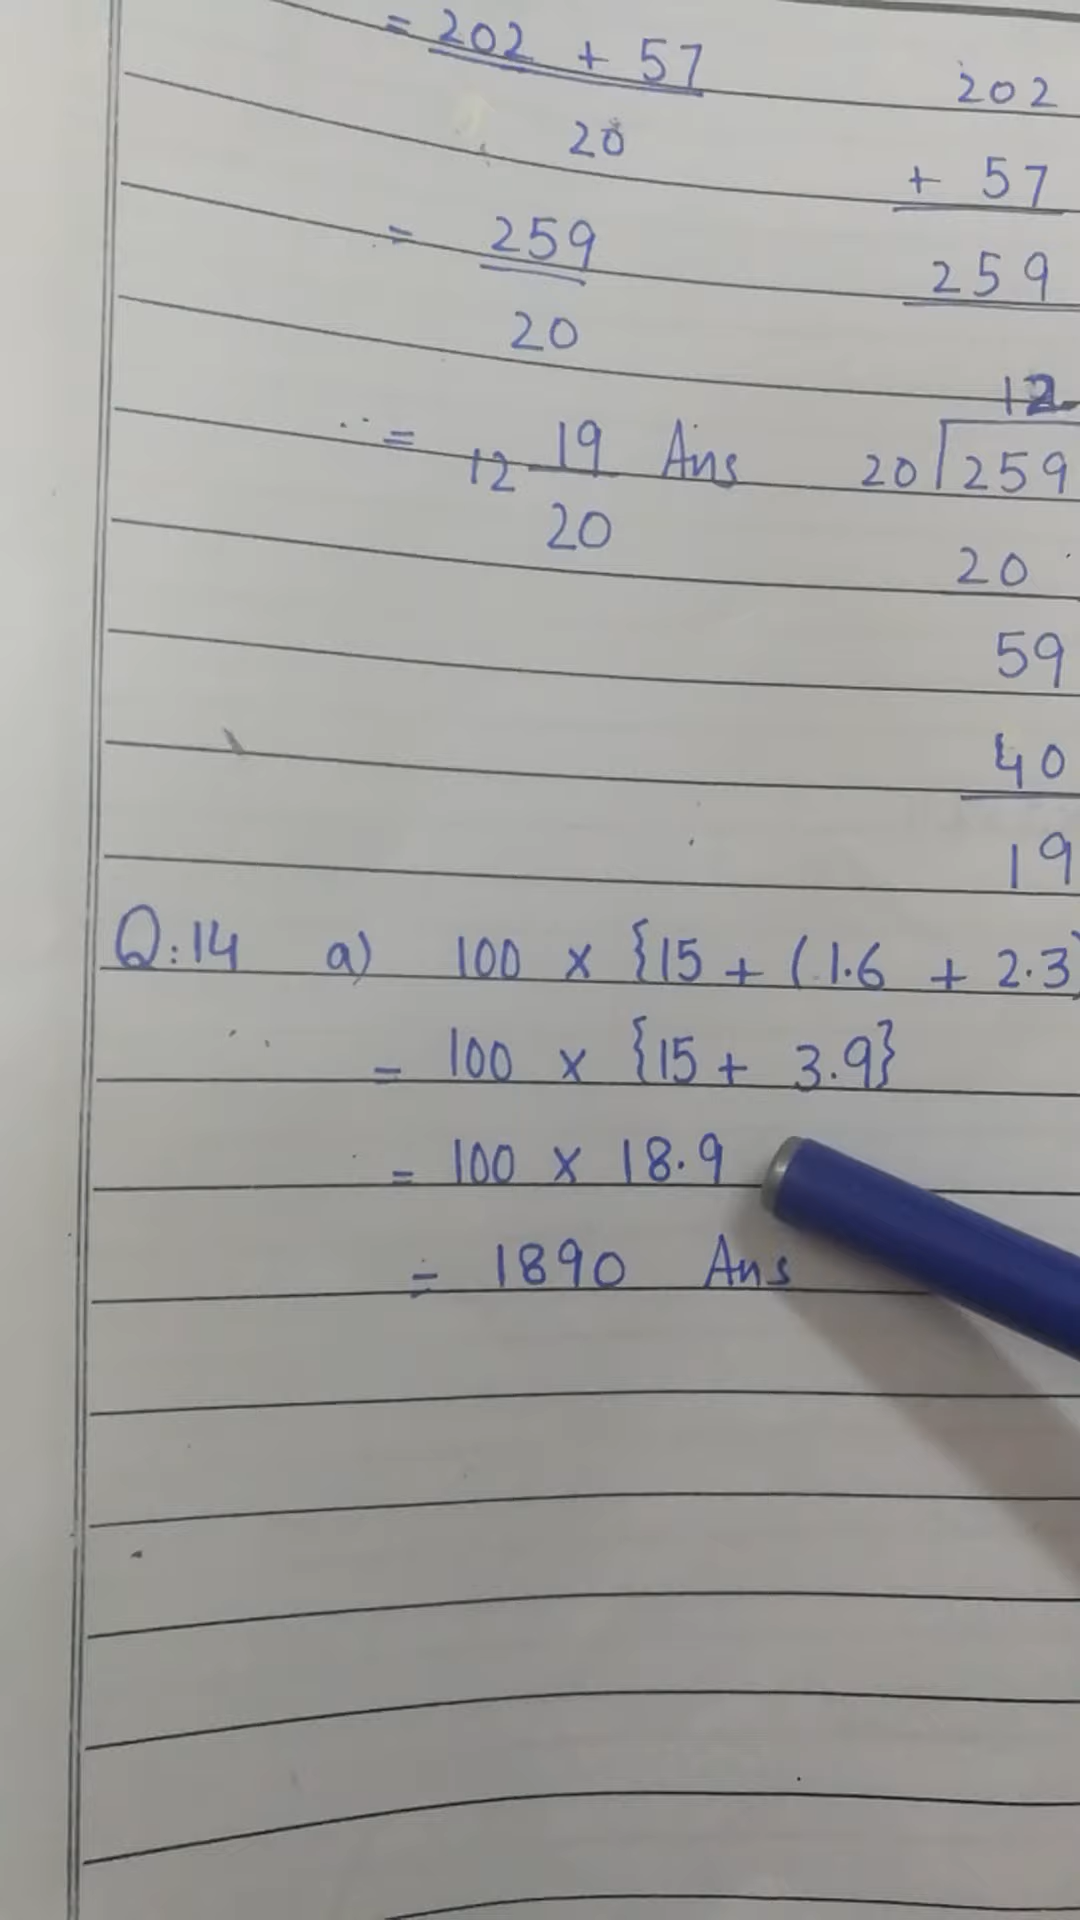 = 202 + 57
20
= 259
20
∴ = 12 19 Ans
20
202
+ 57
259
12
20 259
20
59
40
19
Q:14 a) 100 x {15 + (1.6 + 2.3)
= 100 x {15 + 3.9}
= 100 x 18.9
= 1890 Ans